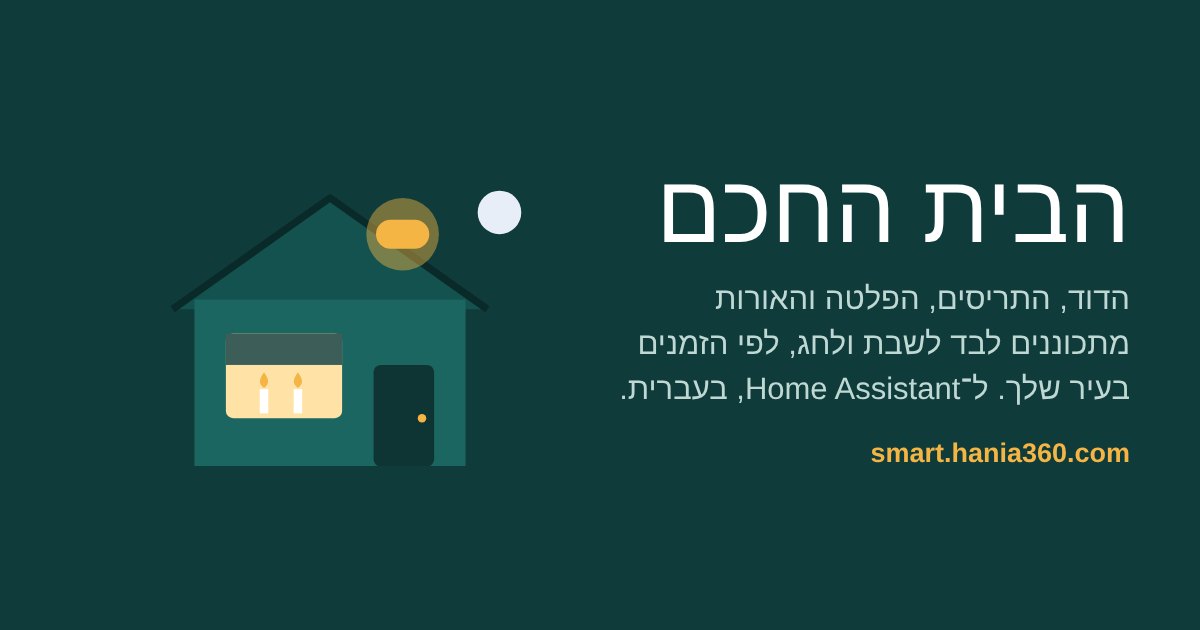 הבית החכם
הדוד, התריסים, הפלטה והאורות
מתכווננים לבד לשבת ולחג, לפי הזמנים
בעיר שלך. ל־Home Assistant, בעברית.
smart.hania360.com